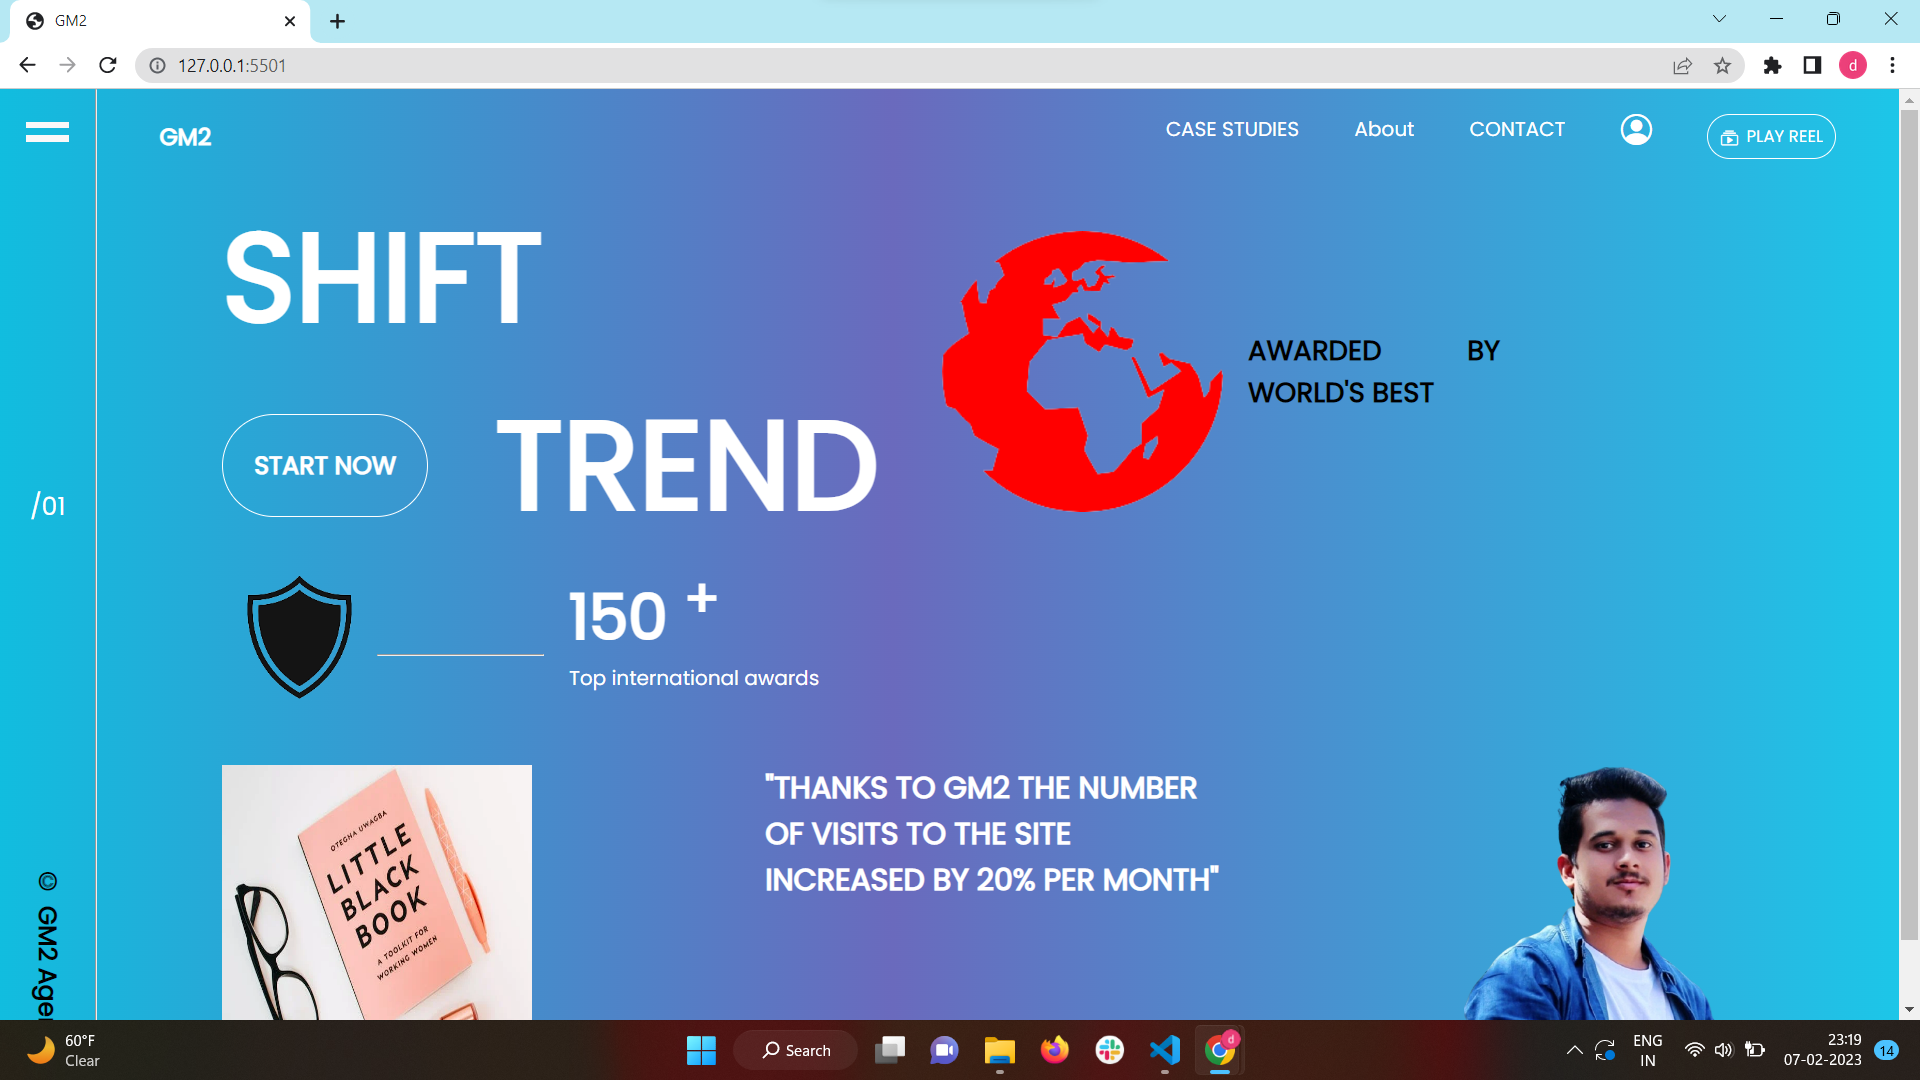 GM2
127.0.0.1:5501
d
GM2
CASE STUDIES
About
CONTACT
PLAY REEL
SHIFT
AWARDED BY
WORLD'S BEST
START NOW
TREND
/01
150 +
Top international awards
OTEGHA UWAGBA
LITTLE
BLACK
BOOK
A TOOLKIT FOR
WORKING WOMEN
"THANKS TO GM2 THE NUMBER
OF VISITS TO THE SITE
INCREASED BY 20% PER MONTH"
© GM2 Age
60°F
Clear
Search
d
ENG
IN
23:19
07-02-2023
14